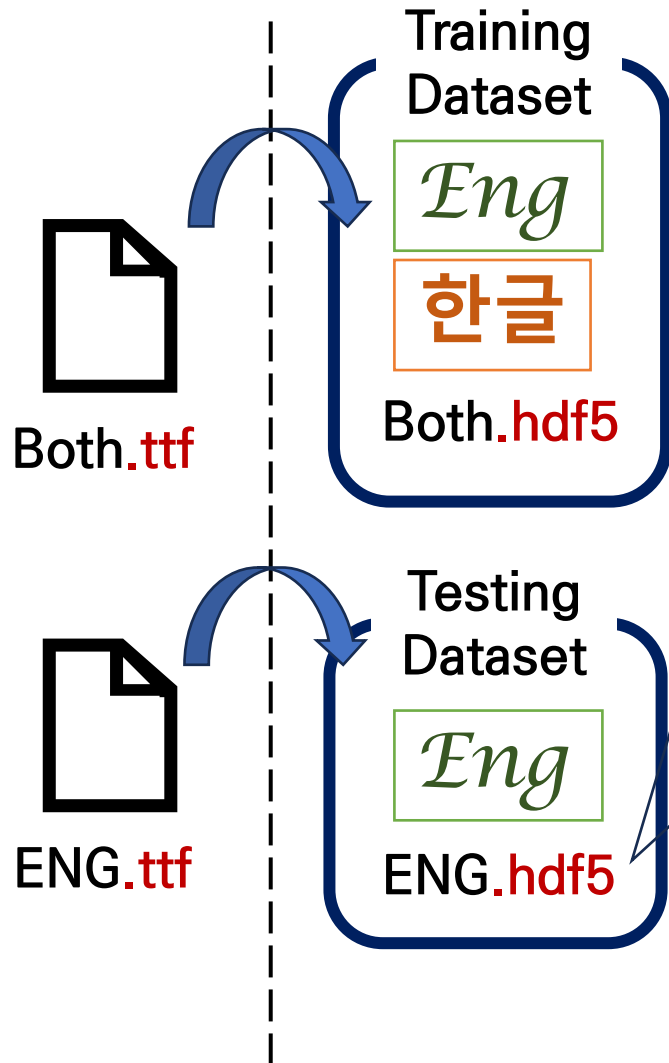 Training
Dataset
Eng
한글
Both.ttf
Both.hdf5
Testing
Dataset
Eng
ENG.ttf
ENG.hdf5